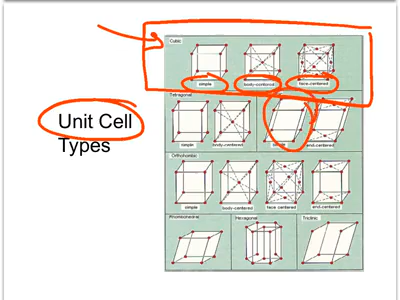 Cubic
simple
body-centered
face-centered
Unit Cell
Types
Tetragonal
simple
body-centered
simple
end-centered
Orthorhombic
simple
body-centered
face-centered
end-centered
Rhombohedral
Hexagonal
Triclinic